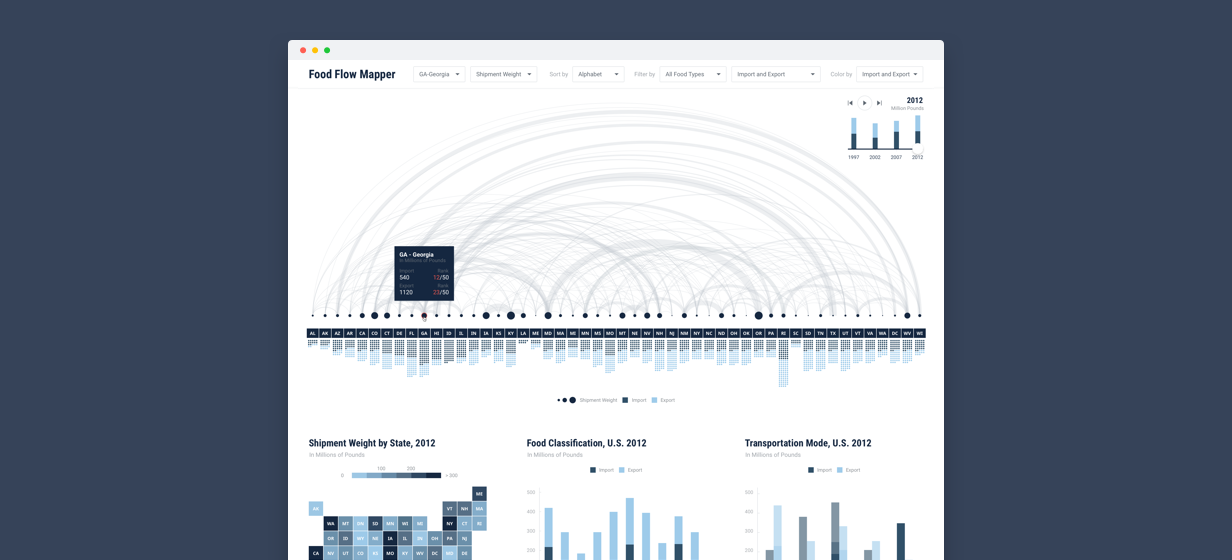 Food Flow Mapper
GA-Georgia Shipment Weight Sort by Alphabet Filter by All Food Types Import and Export Color by Import and Export
2012
Million Pounds
1997 2002 2007 2012
GA - Georgia
In Millions of Pounds
Import Rank
540 12/50
Export Rank
1120 23/50
AL AK AZ AR CA CO CT DE FL GA HI ID IL IN IA KS KY LA ME MD MA MI MN MS MO MT NE NV NH NJ NM NY NC ND OH OK OR PA RI SC SD TN TX UT VT VA WA DC WV WI
Shipment Weight Import Export
Shipment Weight by State, 2012
In Millions of Pounds
0 100 200 > 300
ME
AK VT NH MA
WA MT ND SD MN WI MI NY CT RI
OR ID WY IA IL IN OH PA NJ
CA NV UT CO MO KY WV DC DE
Food Classification, U.S. 2012
In Millions of Pounds
Import Export
500
400
300
200
Transportation Mode, U.S. 2012
In Millions of Pounds
Import Export
500
400
300
200